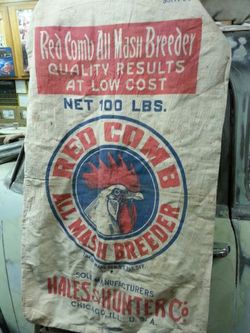 Red Comb All Mash Breeder
QUALITY RESULTS
AT LOW COST
NET 100 LBS.
RED COMB
ALL MASH BREEDER
SOLE MANUFACTURERS
HALES & HUNTER Co
CHICAGO, ILL. U.S.A.